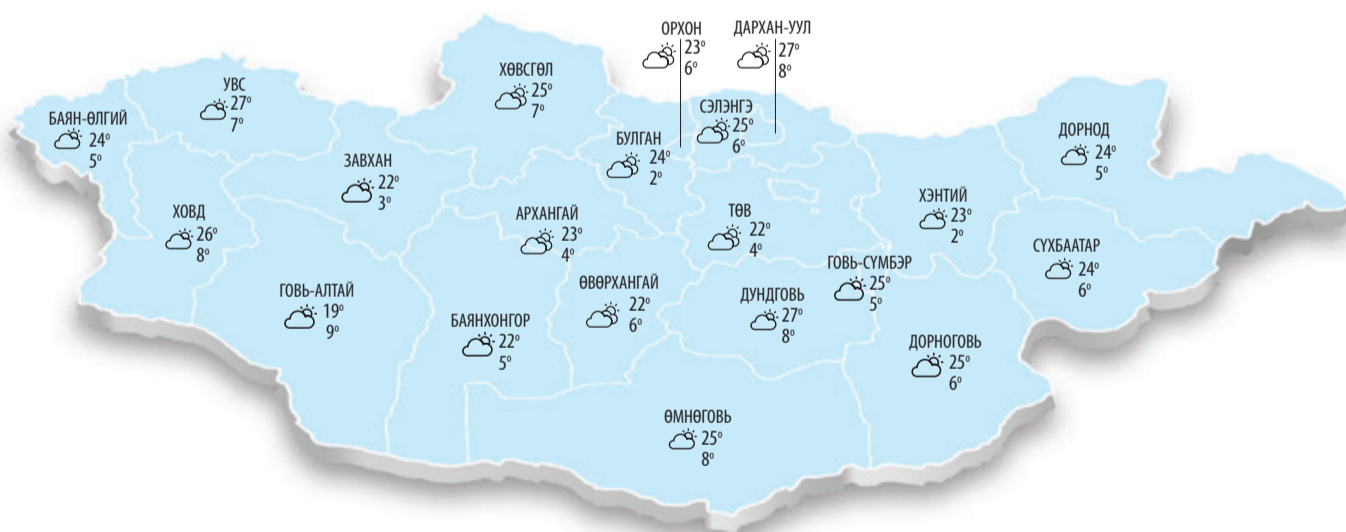 ОРХОН
23°
6°
ДАРХАН-УУЛ
27°
8°
ХӨВСГӨЛ
25°
7°
УВС
27°
7°
БАЯН-ӨЛГИЙ
24°
5°
СЭЛЭНГЭ
25°
6°
ДОРНОД
24°
5°
БУЛГАН
24°
2°
ЗАВХАН
22°
3°
ХЭНТИЙ
23°
2°
ХОВД
26°
8°
АРХАНГАЙ
23°
4°
ТӨВ
22°
4°
СҮХБААТАР
24°
6°
ГОВЬ-СҮМБЭР
25°
5°
ГОВЬ-АЛТАЙ
19°
9°
ӨВӨРХАНГАЙ
22°
6°
ДУНДГОВЬ
27°
8°
БАЯНХОНГОР
22°
5°
ДОРНОГОВЬ
25°
6°
ӨМНӨГОВЬ
25°
8°